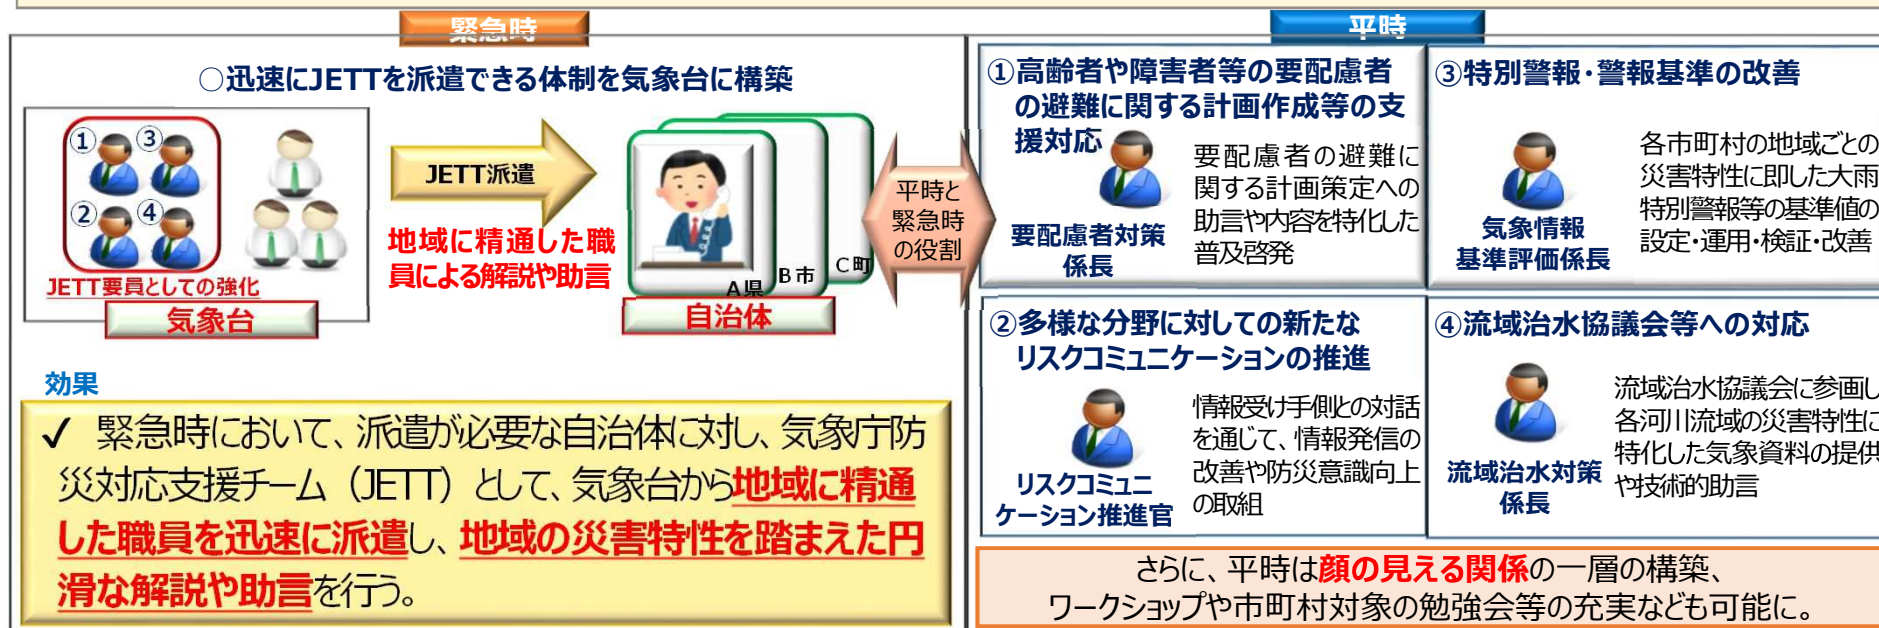 緊急時
○迅速にJETTを派遣できる体制を気象台に構築
① ③
② ④
JETT要員としての強化
気象台
JETT派遣
地域に精通した職
員による解説や助言
A県
B市
C町
自治体
平時と
緊急時
の役割
効果
✓ 緊急時において、派遣が必要な自治体に対し、気象庁防
災対応支援チーム（JETT）として、気象台から地域に精通
した職員を迅速に派遣し、地域の災害特性を踏まえた円
滑な解説や助言を行う。
平時
①高齢者や障害者等の要配慮者
の避難に関する計画作成等の支
援対応
要配慮者の避難に
関する計画策定への
助言や内容を特化した
普及啓発
要配慮者対策
係長
③特別警報・警報基準の改善
各市町村の地域ごとの
災害特性に即した大雨
特別警報等の基準値の
設定・運用・検証・改善
気象情報
基準評価係長
②多様な分野に対しての新たな
リスクコミュニケーションの推進
情報受け手側との対話
を通じて、情報発信の
改善や防災意識向上
の取組
リスクコミュニ
ケーション推進官
④流域治水協議会等への対応
流域治水協議会に参画し
各河川流域の災害特性に
特化した気象資料の提供
や技術的助言
流域治水対策
係長
さらに、平時は顔の見える関係の一層の構築、
ワークショップや市町村対象の勉強会等の充実なども可能に。